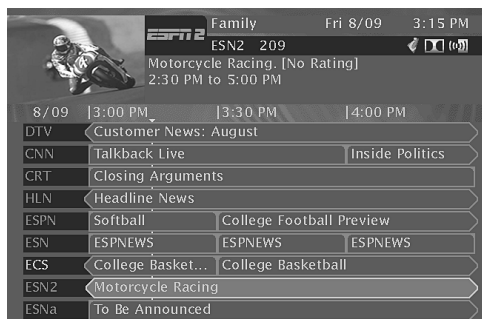 ESPN2 Family Fri 8/09 3:15 PM
ESN2 209
Motorcycle Racing. [No Rating]
2:30 PM to 5:00 PM
8/09 3:00 PM 3:30 PM 4:00 PM
DTV Customer News: August
CNN Talkback Live Inside Politics
CRT Closing Arguments
HLN Headline News
ESPN Softball College Football Preview
ESN ESPNEWS ESPNEWS ESPNEWS
ECS College Basket... College Basketball
ESN2 Motorcycle Racing
ESNa To Be Announced